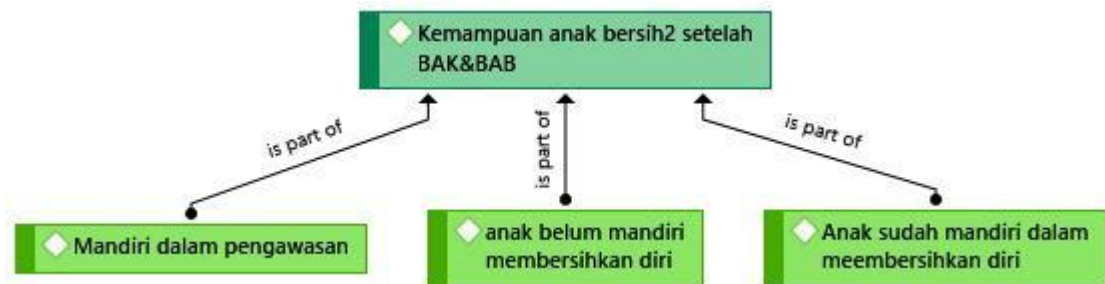 Kemampuan anak bersih2 setelah
BAK&BAB
is part of
is part of
is part of
Mandiri dalam pengawasan
anak belum mandiri
membersihkan diri
Anak sudah mandiri dalam
meembersihkan diri